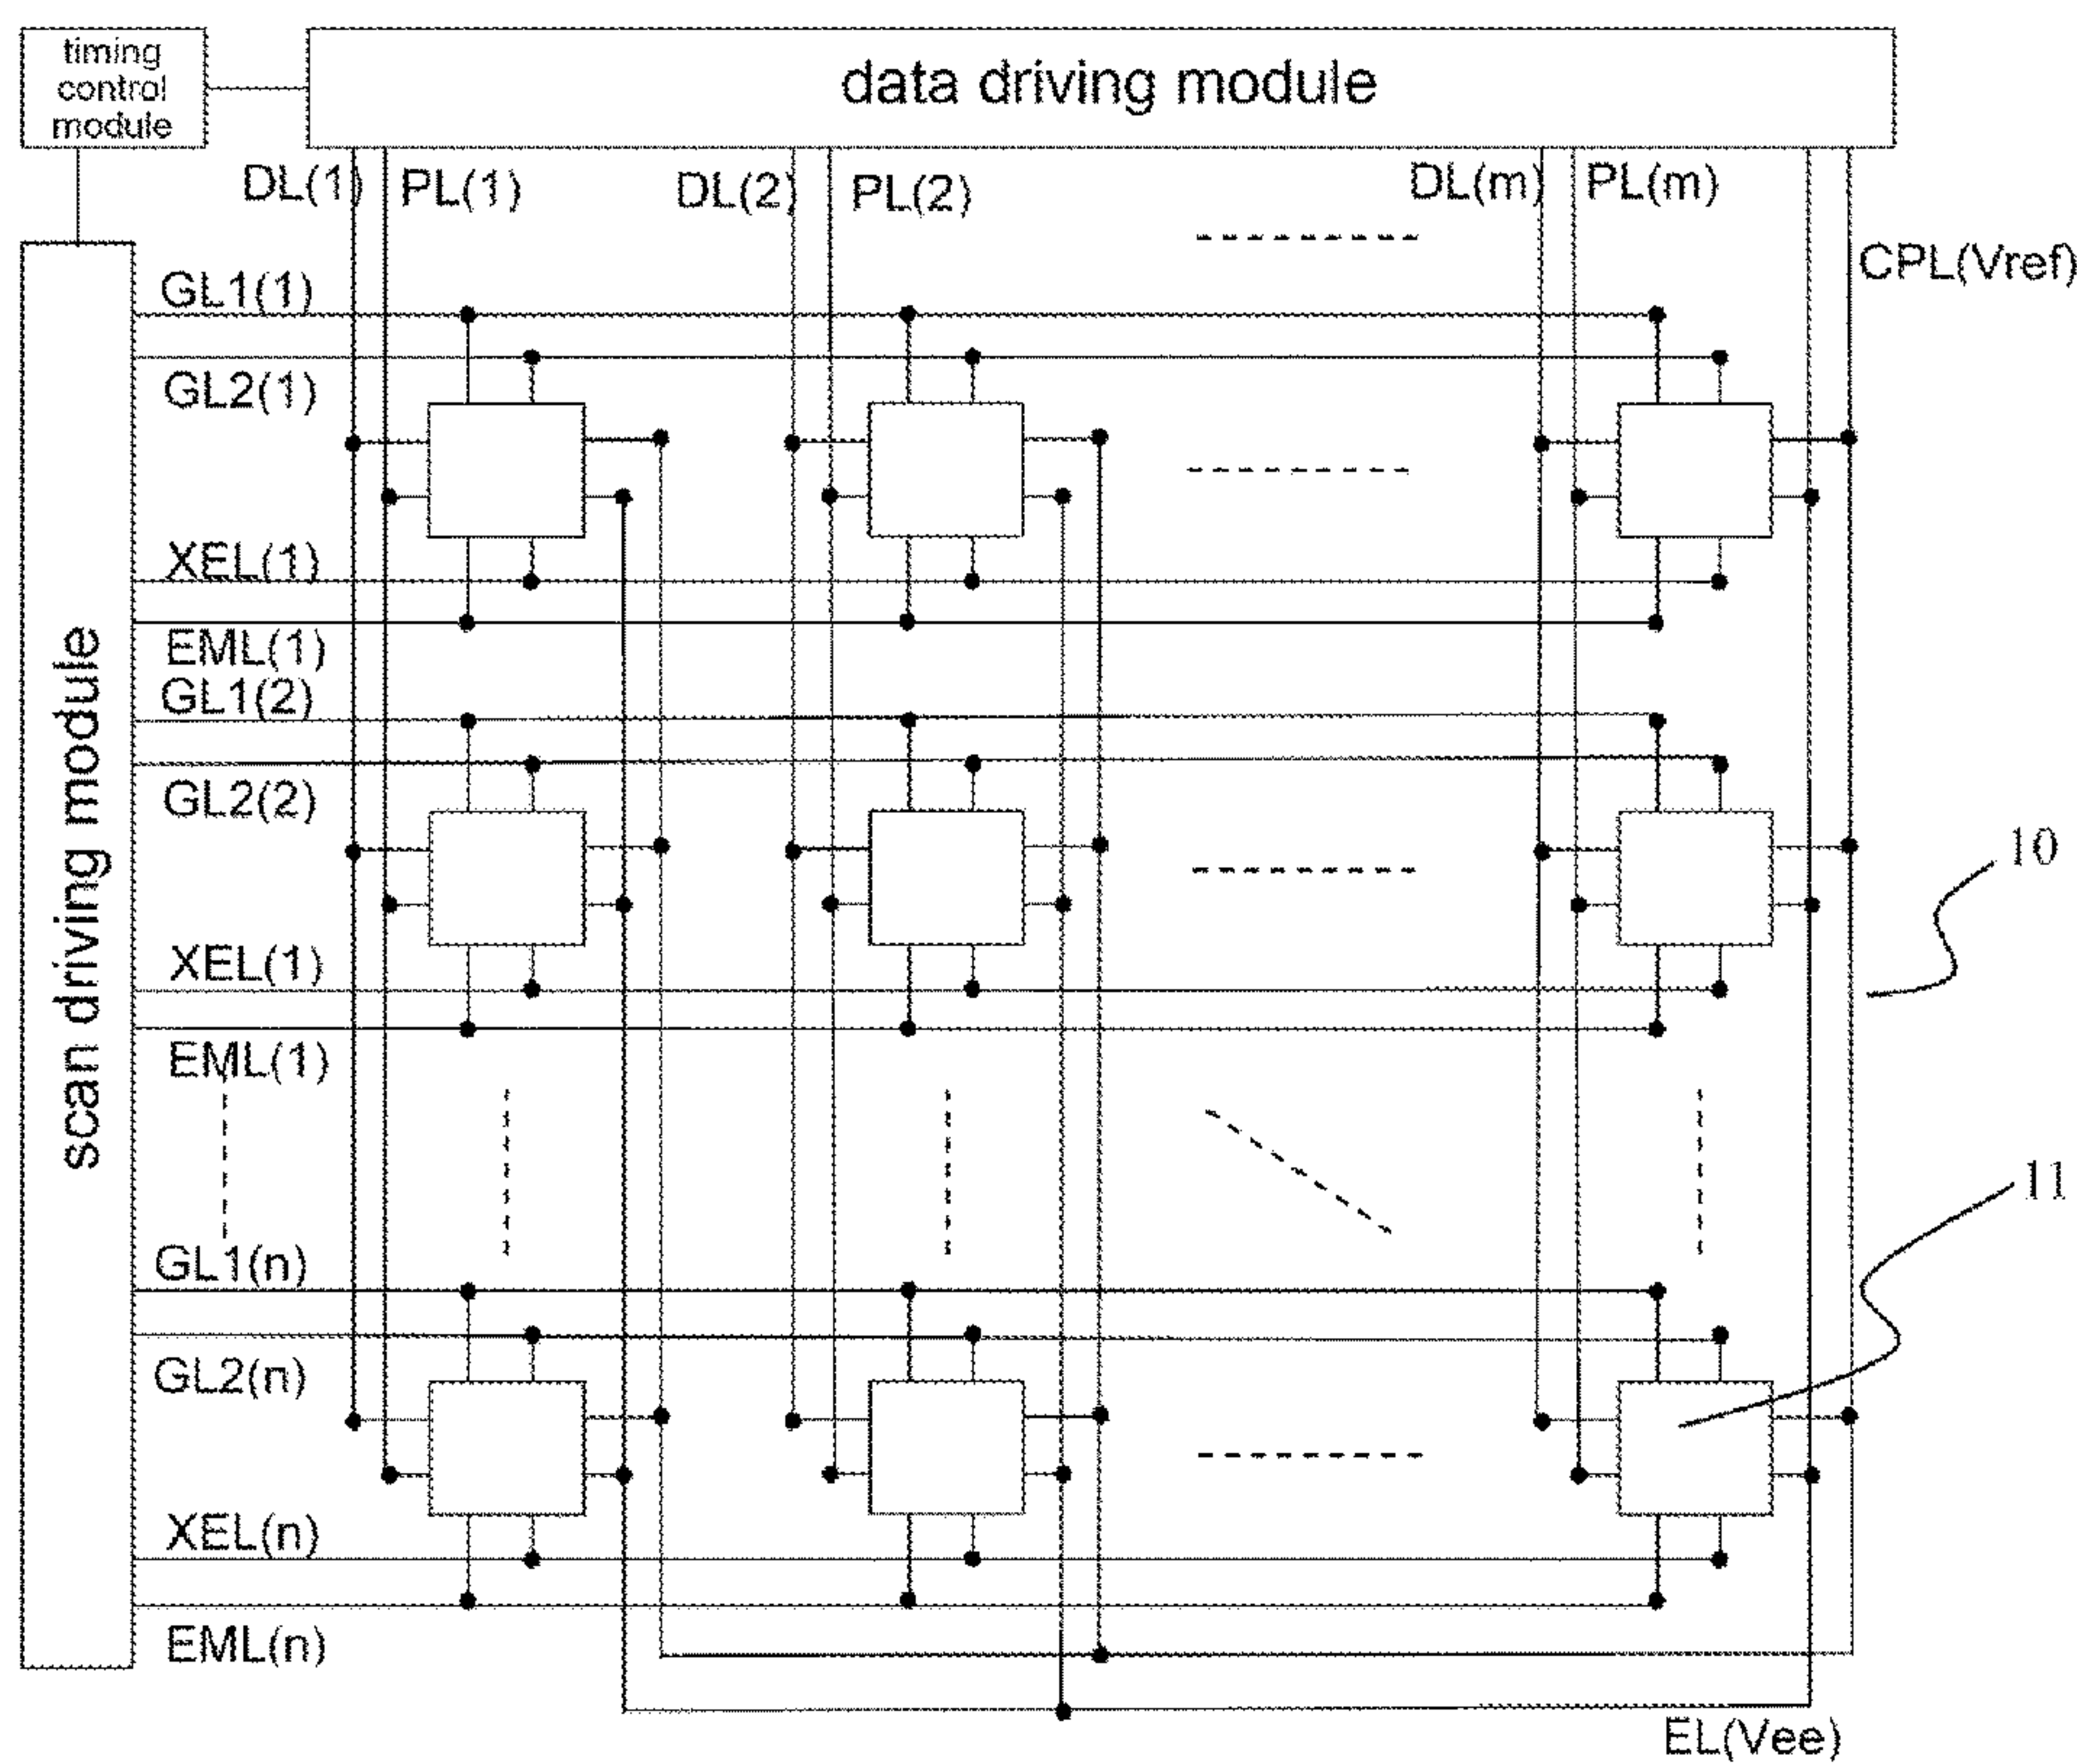 timing
control
module
data driving module
DL(1)
PL(1)
DL(2)
PL(2)
DL(m)
PL(m)
CPL(Vref)
GL1(1)
GL2(1)
XEL(1)
EML(1)
GL1(2)
GL2(2)
XEL(1)
EML(1)
GL1(n)
GL2(n)
XEL(n)
EML(n)
scan driving module
10
11
EL(Vee)